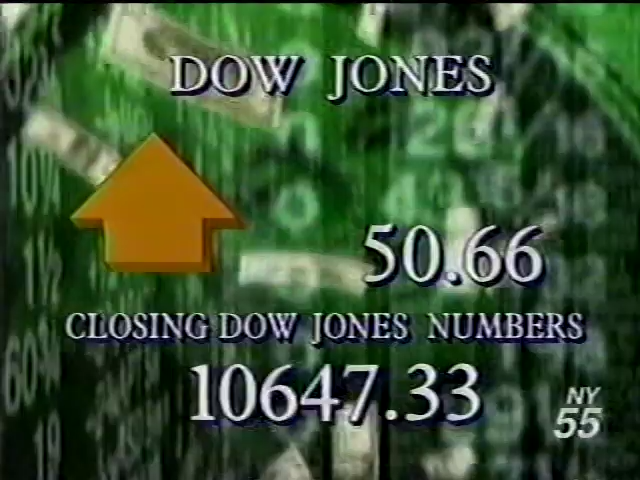 DOW JONES
50.66
CLOSING DOW JONES NUMBERS
10647.33
NY
55